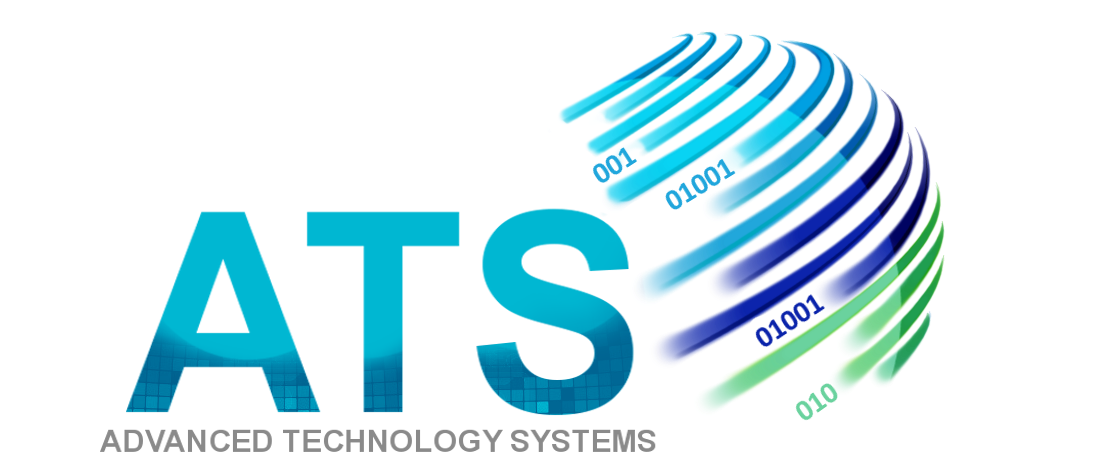 001
01001
ATS
01001
010
ADVANCED TECHNOLOGY SYSTEMS